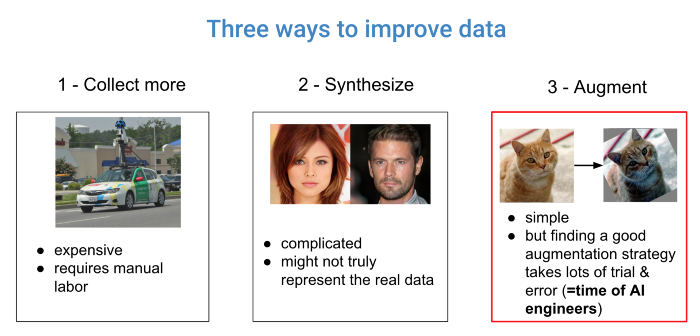 Three ways to improve data
1 - Collect more
2 - Synthesize
3 - Augment
● expensive
● requires manual
labor
● complicated
● might not truly
represent the real data
● simple
● but finding a good
augmentation strategy
takes lots of trial &
error (=time of AI
engineers)